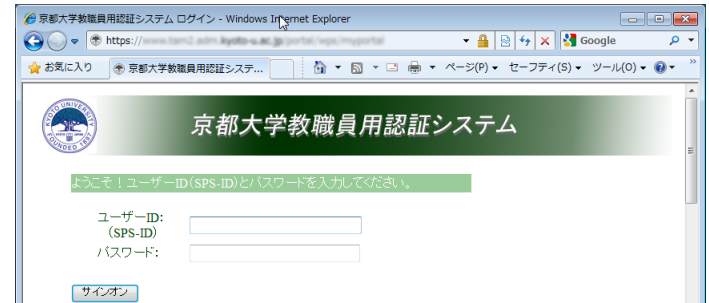 京都大学教職員用認証システム ログイン - Windows Internet Explorer
https://
Google
お気に入り
京都大学教職員用認証システ...
ページ(P)
セーフティ(S)
ツール(O)
KYOTO UNIVERSITY
FOUNDED 1897
京都大学教職員用認証システム
ようこそ！ユーザーID(SPS-ID)とパスワードを入力してください。
ユーザーID:
(SPS-ID)
パスワード:
サインオン